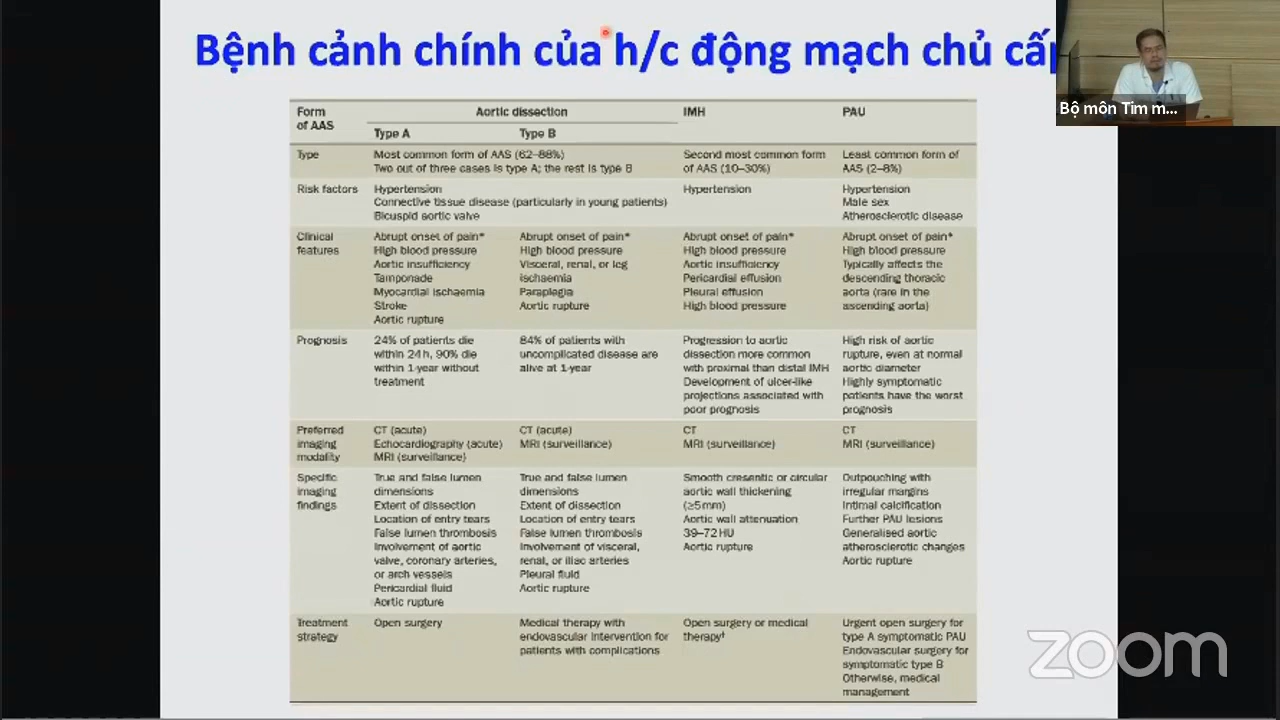 Bệnh cảnh chính của h/c động mạch chủ cấp
Bộ môn Tim m...
Form of AAS
Aortic dissection
IMH
PAU
Type A
Type B
Type
Most common form of AAS (62–88%)
Two out of three cases is type A; the rest is type B
Second most common
form of AAS (10–30%)
Least common form of
AAS (2–8%)
Risk factors
Hypertension
Connective tissue disease (particularly in young patients)
Bicuspid aortic valve
Hypertension
Hypertension
Male sex
Atherosclerotic disease
Clinical
features
Abrupt onset of pain*
High blood pressure
Aortic insufficiency
Tamponade
Myocardial ischaemia
Stroke
Aortic rupture
Abrupt onset of pain*
High blood pressure
Visceral, renal, or leg
ischaemia
Paraplegia
Aortic rupture
Abrupt onset of pain*
High blood pressure
Aortic insufficiency
Pericardial effusion
Pleural effusion
High blood pressure
Abrupt onset of pain*
High blood pressure
Typically affects the
descending thoracic
aorta (rare in the
ascending aorta)
Prognosis
24% of patients die
within 24 h, 90% die
within 1-year without
treatment
84% of patients with
uncomplicated disease are
alive at 1-year
Progression to aortic
dissection more common
with proximal than distal IMH
Development of ulcer-like
projections associated with
poor prognosis
High risk of aortic
rupture, even at normal
aortic diameter
Highly symptomatic
patients have the worst
prognosis
Preferred
imaging
modality
CT (acute)
Echocardiography (acute)
MRI (surveillance)
CT (acute)
MRI (surveillance)
CT
MRI (surveillance)
CT
MRI (surveillance)
Specific
imaging
findings
True and false lumen
dimensions
Extent of dissection
Location of entry tears
False lumen thrombosis
Involvement of aortic
valve, coronary arteries,
or arch vessels
Pericardial fluid
Aortic rupture
True and false lumen
dimensions
Extent of dissection
Location of entry tears
False lumen thrombosis
Involvement of visceral,
renal, or iliac arteries
Pleural fluid
Aortic rupture
Smooth cresentic or circular
aortic wall thickening
(≥5 mm)
Aortic wall attenuation
39–72 HU
Aortic rupture
Outpouching with
irregular margins
Intimal calcification
Further PAU lesions
Generalised aortic
atherosclerotic changes
Aortic rupture
Treatment
strategy
Open surgery
Medical therapy with
endovascular intervention for
patients with complications
Open surgery or medical
therapy†
Urgent open surgery for
type A symptomatic PAU
Endovascular surgery for
symptomatic type B
Otherwise, medical
management
zoom